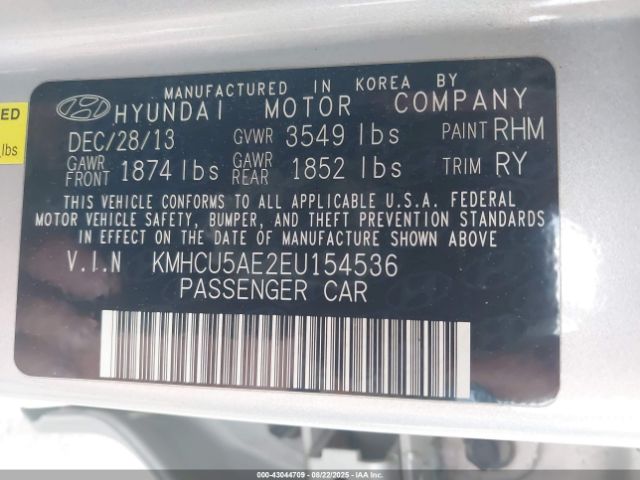 MANUFACTURED IN KOREA BY
HYUNDAI MOTOR COMPANY
DEC/28/13 GVWR 3549 lbs PAINT RHM
GAWR FRONT 1874 lbs GAWR REAR 1852 lbs TRIM RY
THIS VEHICLE CONFORMS TO ALL APPLICABLE U.S.A. FEDERAL
MOTOR VEHICLE SAFETY, BUMPER, AND THEFT PREVENTION STANDARDS
IN EFFECT ON THE DATE OF MANUFACTURE SHOWN ABOVE
V.I.N KMHCU5AE2EU154536
PASSENGER CAR
lbs
000-43044709 - 08/22/2025 - IAAI.com